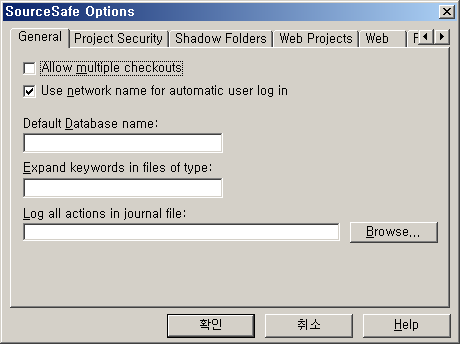 SourceSafe Options
General Project Security Shadow Folders Web Projects Web
Allow multiple checkouts
Use network name for automatic user log in
Default Database name:
Expand keywords in files of type:
Log all actions in journal file:
Browse...
확인 취소 Help